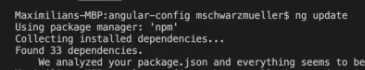 Maximilians-MBP:angular-config mschwarzmueller$ ng update
Using package manager: 'npm'
Collecting installed dependencies...
Found 33 dependencies.
We analyzed your package.json and everything seems to be